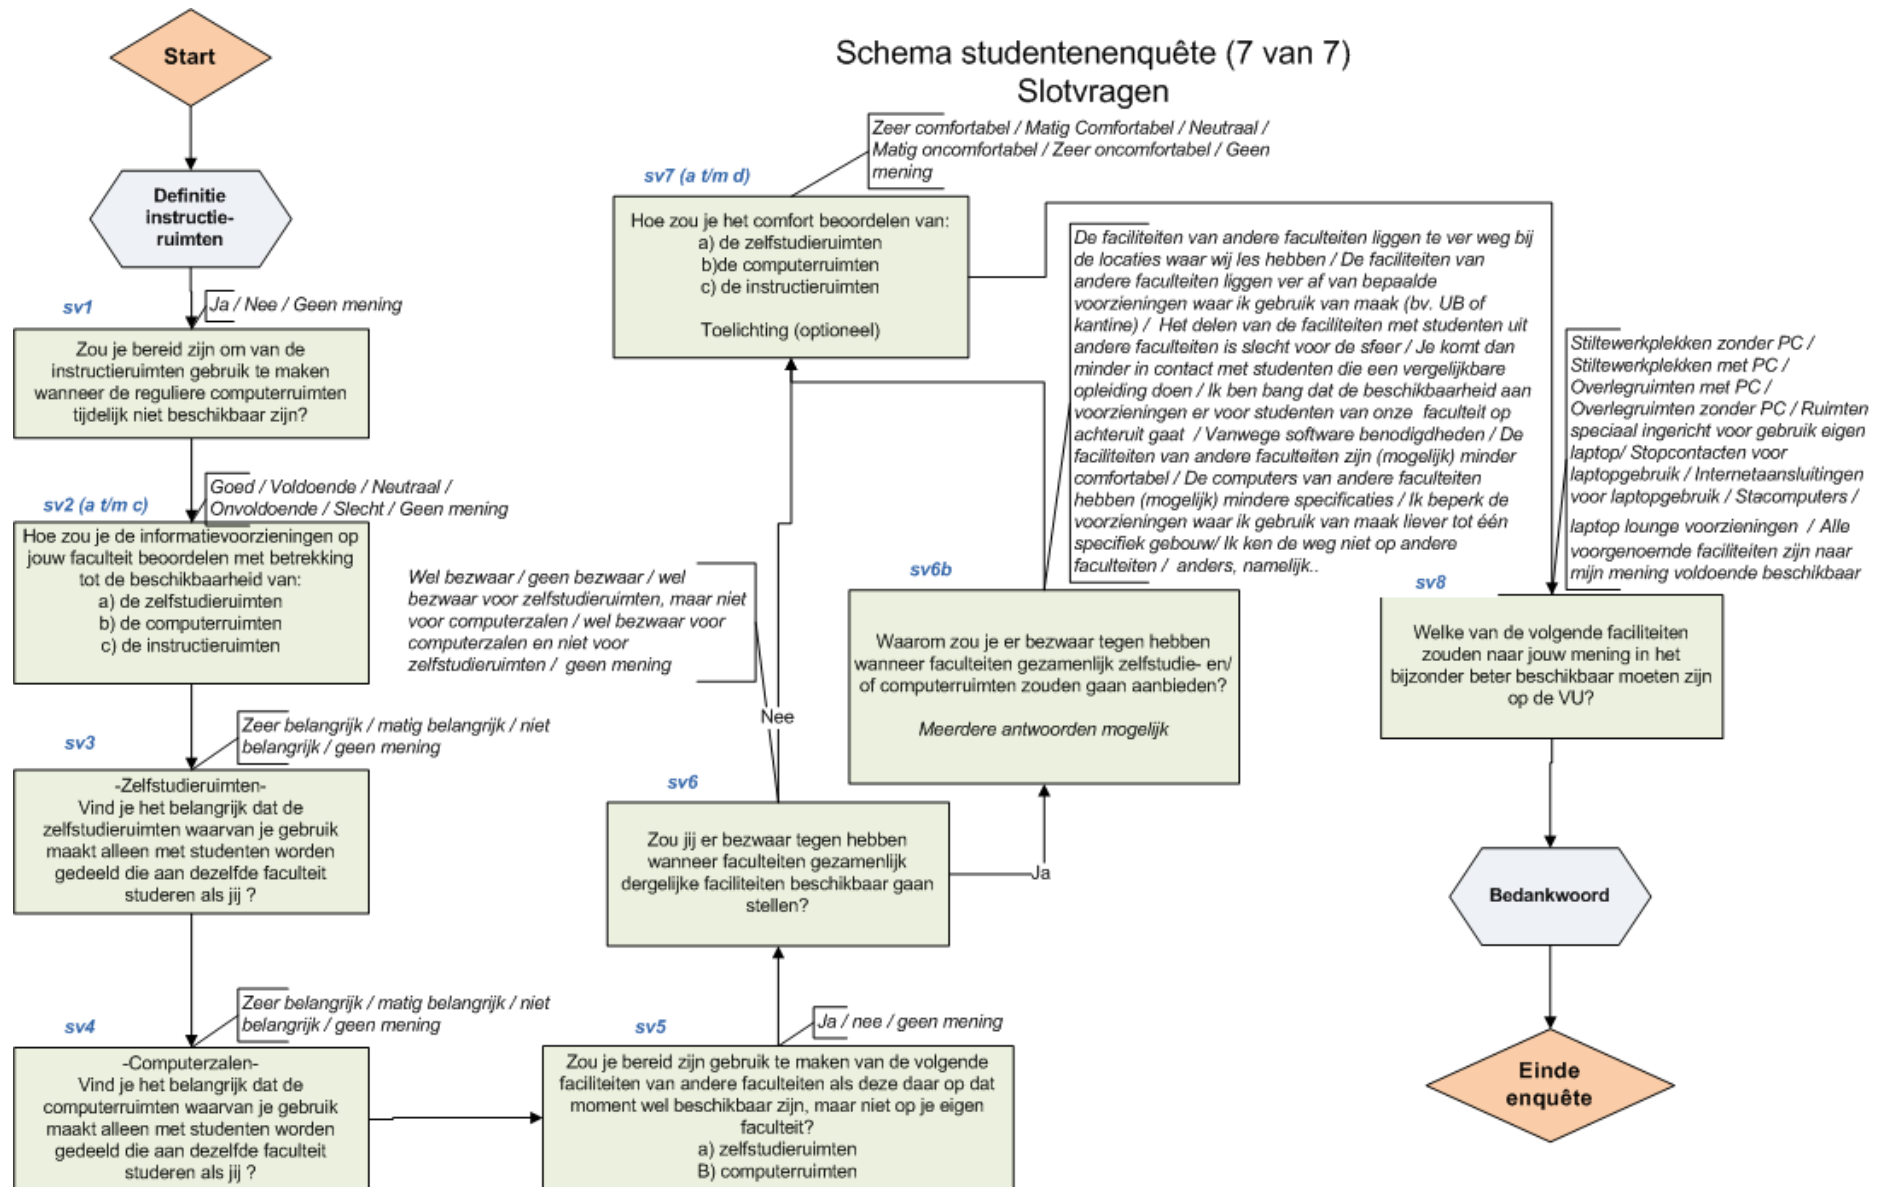 Schema studentenenquête (7 van 7)
Slotvragen
Start
Definitie
instructie-
ruimten
sv1
Ja / Nee / Geen mening
Zou je bereid zijn om van de
instructieruimten gebruik te maken
wanneer de reguliere computerruimten
tijdelijk niet beschikbaar zijn?
sv2 (a t/m c)
Goed / Voldoende / Neutraal /
Onvoldoende / Slecht / Geen mening
Hoe zou je de informatievoorzieningen op
jouw faculteit beoordelen met betrekking
tot de beschikbaarheid van:
a) de zelfstudieruimten
b) de computerruimten
c) de instructieruimten
sv3
Zeer belangrijk / matig belangrijk / niet
belangrijk / geen mening
-Zelfstudieruimten-
Vind je het belangrijk dat de
zelfstudieruimten waarvan je gebruik
maakt alleen met studenten worden
gedeeld die aan dezelfde faculteit
studeren als jij ?
sv4
Zeer belangrijk / matig belangrijk / niet
belangrijk / geen mening
-Computerzalen-
Vind je het belangrijk dat de
computerruimten waarvan je gebruik
maakt alleen met studenten worden
gedeeld die aan dezelfde faculteit
studeren als jij ?
sv5
Ja / nee / geen mening
Zou je bereid zijn gebruik te maken van de volgende
faciliteiten van andere faculteiten als deze daar op dat
moment wel beschikbaar zijn, maar niet op je eigen
faculteit?
a) zelfstudieruimten
B) computerruimten
sv6
Wel bezwaar / geen bezwaar / wel
bezwaar voor zelfstudieruimten, maar niet
voor computerzalen / wel bezwaar voor
computerzalen en niet voor
zelfstudieruimten / geen mening
Zou jij er bezwaar tegen hebben
wanneer faculteiten gezamenlijk
dergelijke faciliteiten beschikbaar gaan
stellen?
Nee
Ja
sv6b
De faciliteiten van andere faculteiten liggen te ver weg bij
de locaties waar wij les hebben / De faciliteiten van
andere faculteiten liggen ver af van bepaalde
voorzieningen waar ik gebruik van maak (bv. UB of
kantine) / Het delen van de faciliteiten met studenten uit
andere faculteiten is slecht voor de sfeer / Je komt dan
minder in contact met studenten die een vergelijkbare
opleiding doen / Ik ben bang dat de beschikbaarheid aan
voorzieningen er voor studenten van onze faculteit op
achteruit gaat / Vanwege software benodigdheden / De
faciliteiten van andere faculteiten zijn (mogelijk) minder
comfortabel / De computers van andere faculteiten
hebben (mogelijk) mindere specificaties / Ik beperk de
voorzieningen waar ik gebruik van maak liever tot één
specifiek gebouw/ Ik ken de weg niet op andere
faculteiten / anders, namelijk..
Waarom zou je er bezwaar tegen hebben
wanneer faculteiten gezamenlijk zelfstudie- en/
of computerruimten zouden gaan aanbieden?
Meerdere antwoorden mogelijk
sv7 (a t/m d)
Zeer comfortabel / Matig Comfortabel / Neutraal /
Matig oncomfortabel / Zeer oncomfortabel / Geen
mening
Hoe zou je het comfort beoordelen van:
a) de zelfstudieruimten
b)de computerruimten
c) de instructieruimten
Toelichting (optioneel)
sv8
Stiltewerkplekken zonder PC /
Stiltewerkplekken met PC /
Overlegruimten met PC /
Overlegruimten zonder PC / Ruimten
speciaal ingericht voor gebruik eigen
laptop/ Stopcontacten voor
laptopgebruik / Internetaansluitingen
voor laptopgebruik / Stacomputers /
laptop lounge voorzieningen / Alle
voorgenoemde faciliteiten zijn naar
mijn mening voldoende beschikbaar
Welke van de volgende faciliteiten
zouden naar jouw mening in het
bijzonder beter beschikbaar moeten zijn
op de VU?
Bedankwoord
Einde
enquête